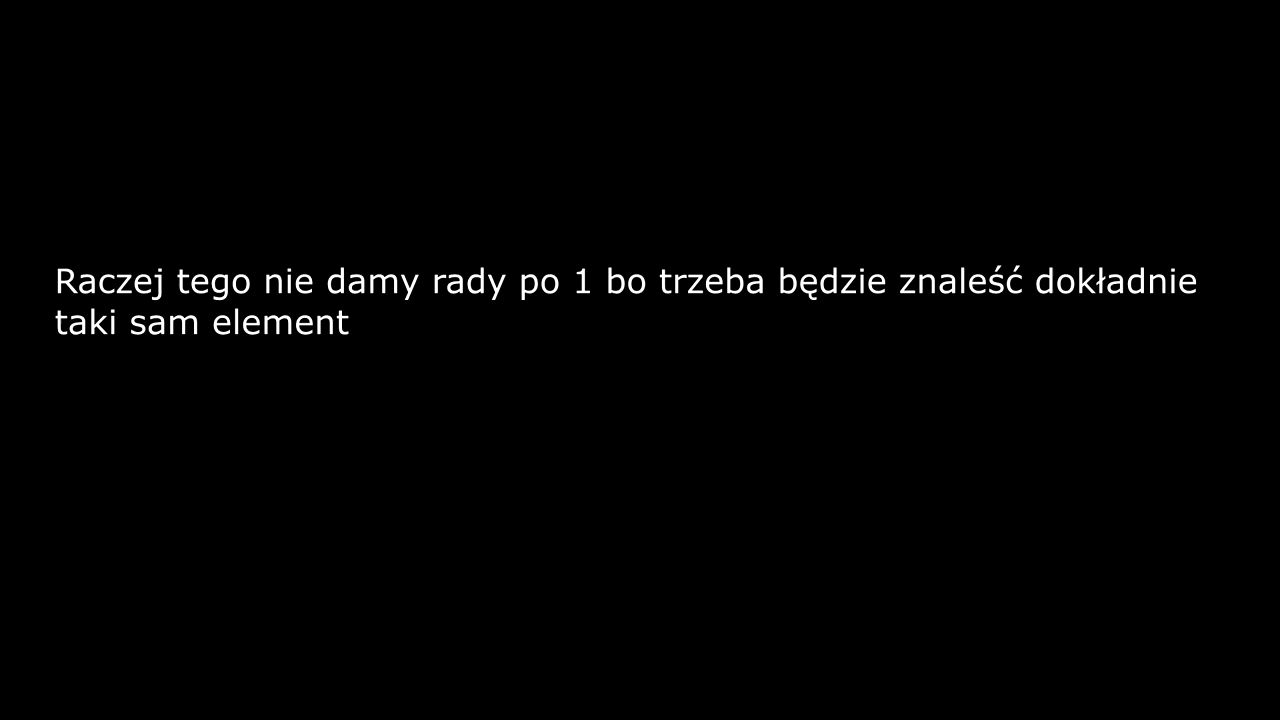 Raczej tego nie damy rady po 1 bo trzeba będzie znaleść dokładnie
taki sam element